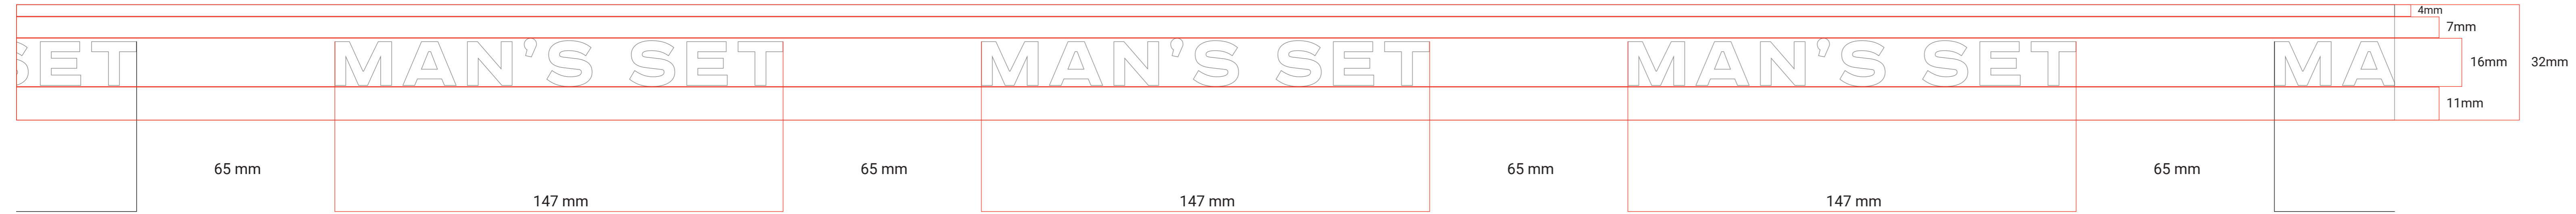 4mm
7mm
SET MAN'S SET MAN'S SET MAN'S SET MA
16mm 32mm
11mm
65 mm 65 mm 65 mm 65 mm
147 mm 147 mm 147 mm